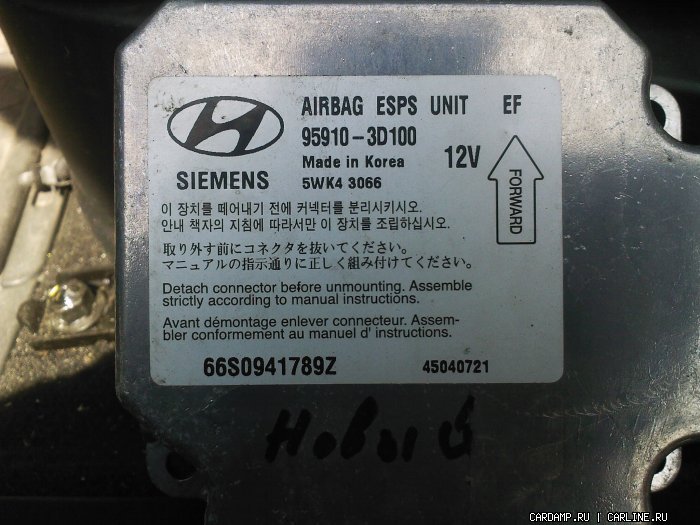 AIRBAG ESPS UNIT EF
95910-3D100
Made in Korea
12V
SIEMENS
5WK4 3066
FORWARD
이 장치를 떼어내기 전에 커넥터를 분리시키시오.
안내 책자의 지침에 따라서만 이 장치를 조립하십시오.
取り外す前にコネクタを抜いてください。
マニュアルの指示通りに正しく組み付けてください。
Detach connector before unmounting. Assemble
strictly according to manual instructions.
Avant démontage enlever connecteur. Assem-
bler conformement au manuel d' instructions.
66S0941789Z
45040721
Новый
CARDAMP.RU | CARLINE.RU